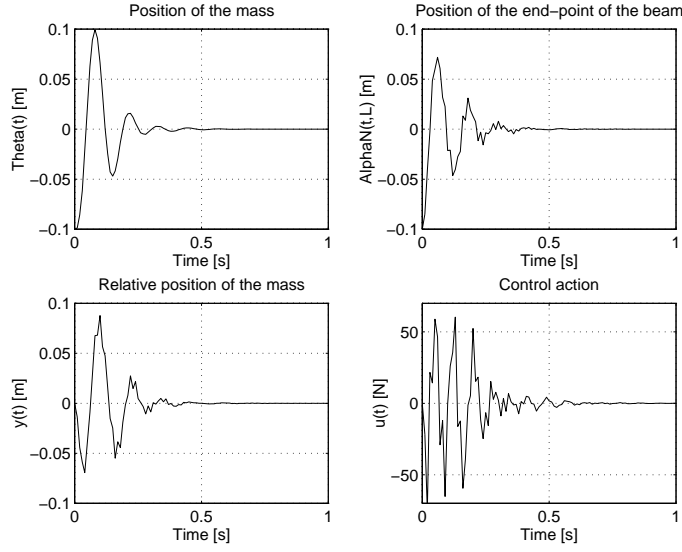 Position of the mass
0.1
0.05
0
−0.05
−0.1
Theta(t) [m]
0
0.5
1
Time [s]
Position of the end−point of the beam
0.1
0.05
0
−0.05
−0.1
AlphaN(t,L) [m]
0
0.5
1
Time [s]
Relative position of the mass
0.1
0.05
0
−0.05
−0.1
y(t) [m]
0
0.5
1
Time [s]
Control action
50
0
−50
u(t) [N]
0
0.5
1
Time [s]